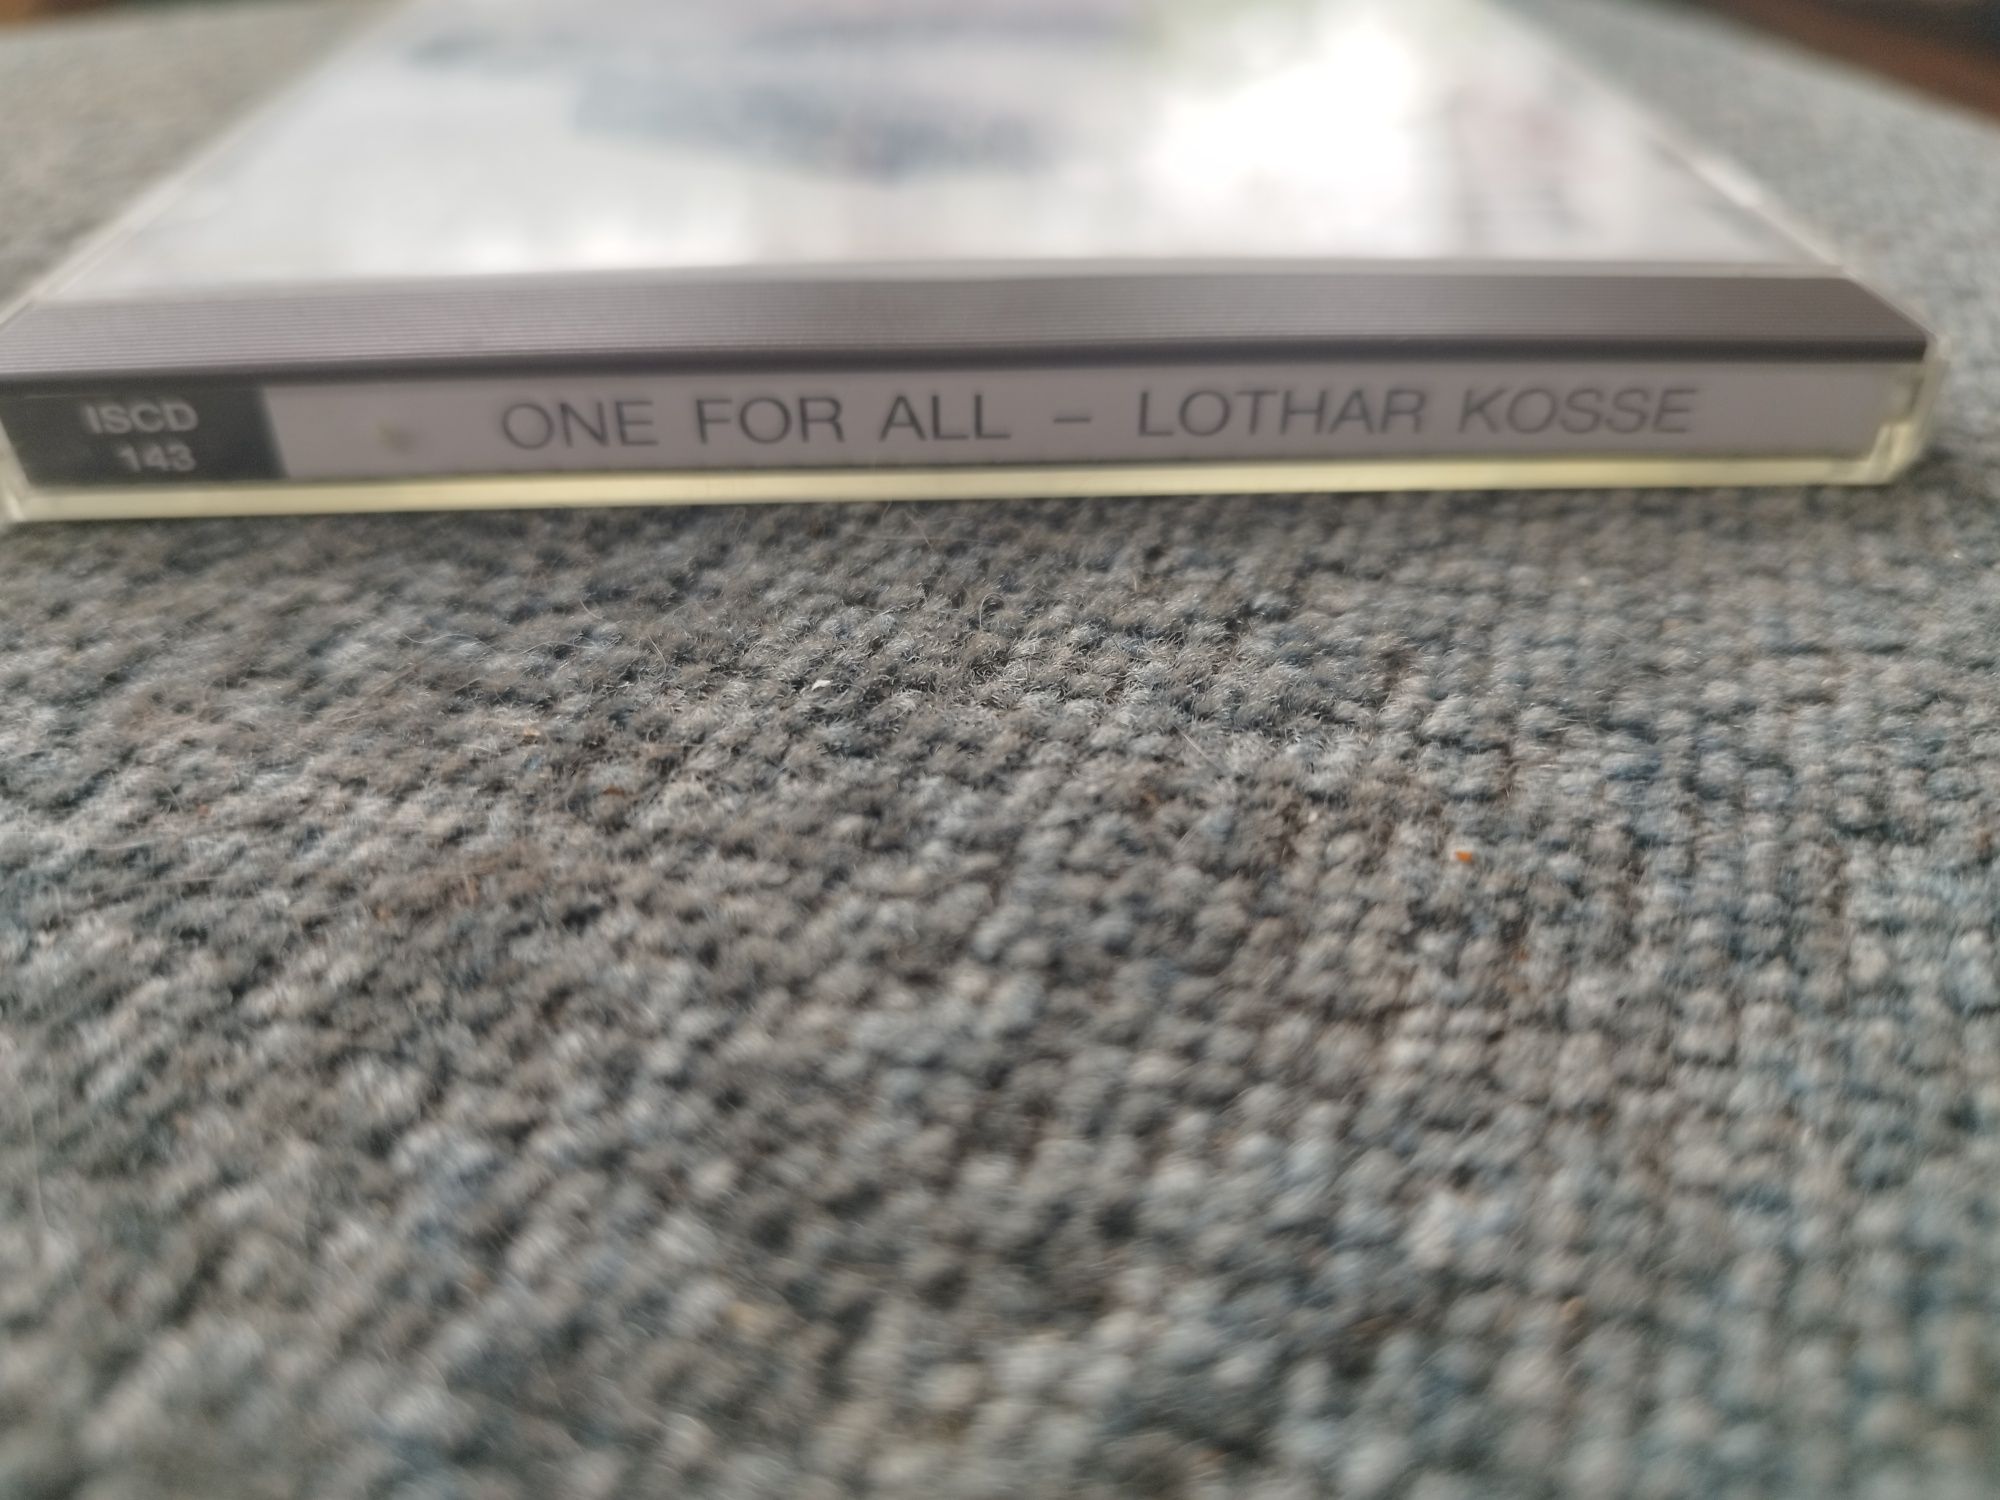 ISCD
143
ONE FOR ALL – LOTHAR KOSSE